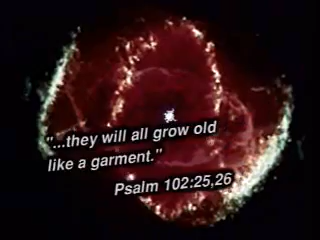 "...they will all grow old
like a garment."
Psalm 102:25,26